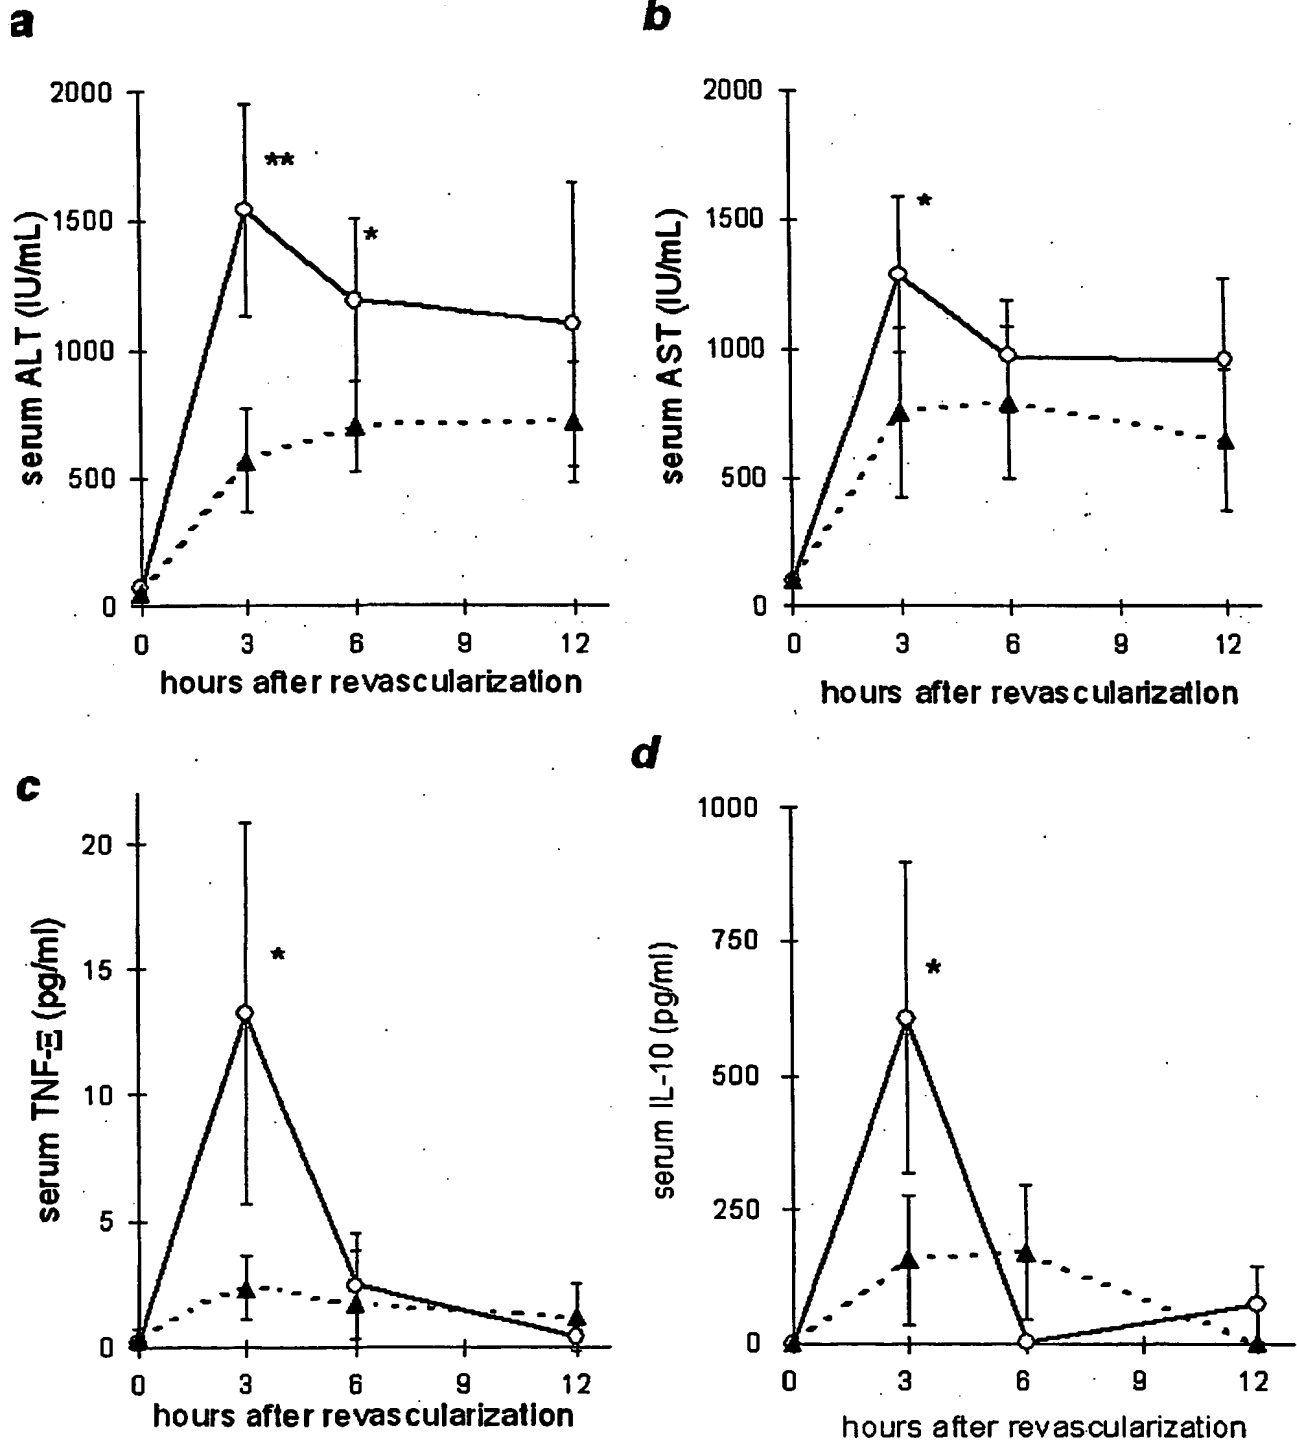 a
2000
1500
1000
500
0
serum ALT (IU/mL)
**
*
0 3 6 9 12
hours after revascularization
b
2000
1500
1000
500
0
serum AST (IU/mL)
*
0 3 6 9 12
hours after revascularization
c
20
15
10
5
0
serum TNF-Ξ (pg/ml)
*
0 3 6 9 12
hours after revascularization
d
1000
750
500
250
0
serum IL-10 (pg/ml)
*
0 3 6 9 12
hours after revascularization